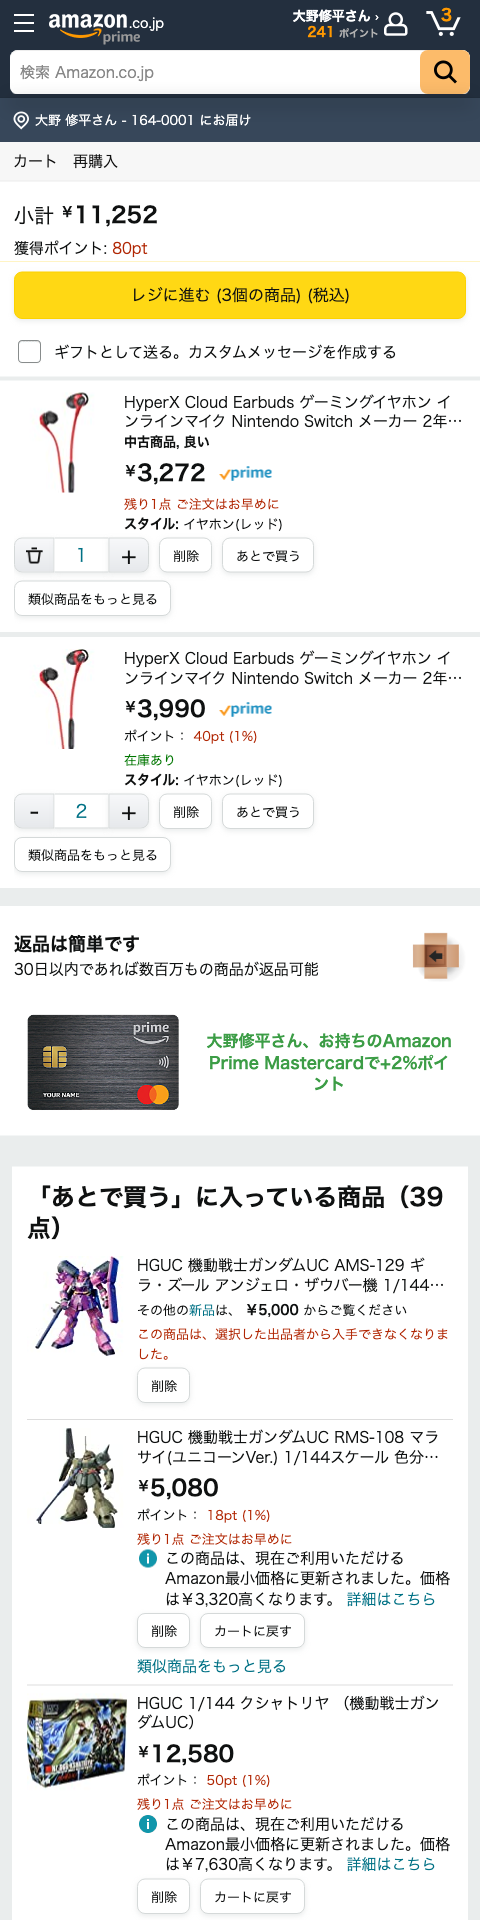 amazon.co.jp
prime
大野修平さん ›
241 ポイント
3
検索 Amazon.co.jp
大野 修平さん - 164-0001 にお届け
カート 再購入
小計 ¥11,252
獲得ポイント: 80pt
レジに進む (3個の商品) (税込)
ギフトとして送る。カスタムメッセージを作成する
HyperX Cloud Earbuds ゲーミングイヤホン イ
ンラインマイク Nintendo Switch メーカー 2年…
中古商品, 良い
¥3,272 prime
残り1点 ご注文はお早めに
スタイル: イヤホン(レッド)
1 + 削除 あとで買う
類似商品をもっと見る
HyperX Cloud Earbuds ゲーミングイヤホン イ
ンラインマイク Nintendo Switch メーカー 2年…
¥3,990 prime
ポイント： 40pt (1%)
在庫あり
スタイル: イヤホン(レッド)
- 2 + 削除 あとで買う
類似商品をもっと見る
返品は簡単です
30日以内であれば数百万もの商品が返品可能
prime
YOUR NAME
大野修平さん、お持ちのAmazon
Prime Mastercardで+2%ポイ
ント
「あとで買う」に入っている商品（39
点）
HGUC 機動戦士ガンダムUC AMS-129 ギ
ラ・ズール アンジェロ・ザウパー機 1/144…
その他の新品は、 ¥5,000 からご覧ください
この商品は、選択した出品者から入手できなくなりま
した。
削除
HGUC 機動戦士ガンダムUC RMS-108 マラ
サイ(ユニコーンVer.) 1/144スケール 色分…
¥5,080
ポイント： 18pt (1%)
残り1点 ご注文はお早めに
この商品は、現在ご利用いただける
Amazon最小価格に更新されました。価格
は￥3,320高くなります。 詳細はこちら
削除 カートに戻す
類似商品をもっと見る
HGUC 1/144 クシャトリヤ （機動戦士ガン
ダムUC）
¥12,580
ポイント： 50pt (1%)
残り1点 ご注文はお早めに
この商品は、現在ご利用いただける
Amazon最小価格に更新されました。価格
は￥7,630高くなります。 詳細はこちら
削除 カートに戻す